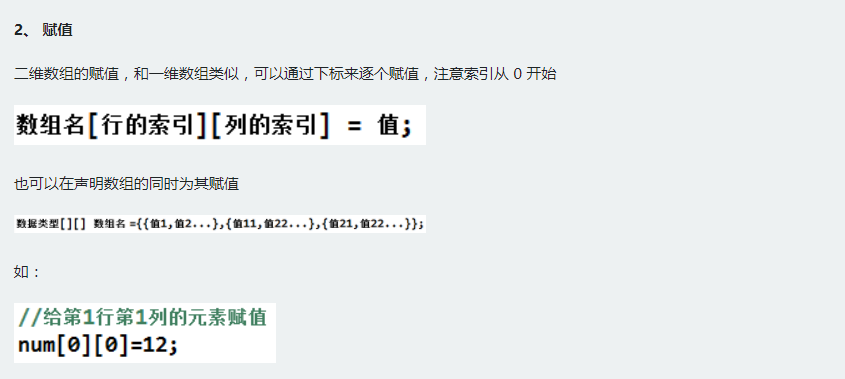 2、 赋值
二维数组的赋值，和一维数组类似，可以通过下标来逐个赋值，注意索引从 0 开始
数组名[行的索引][列的索引] = 值;
也可以在声明数组的同时为其赋值
数据类型[][] 数组名 ={{值1,值2...},{值11,值22...},{值21,值22...}};
如：
//给第1行第1列的元素赋值
num[0][0]=12;